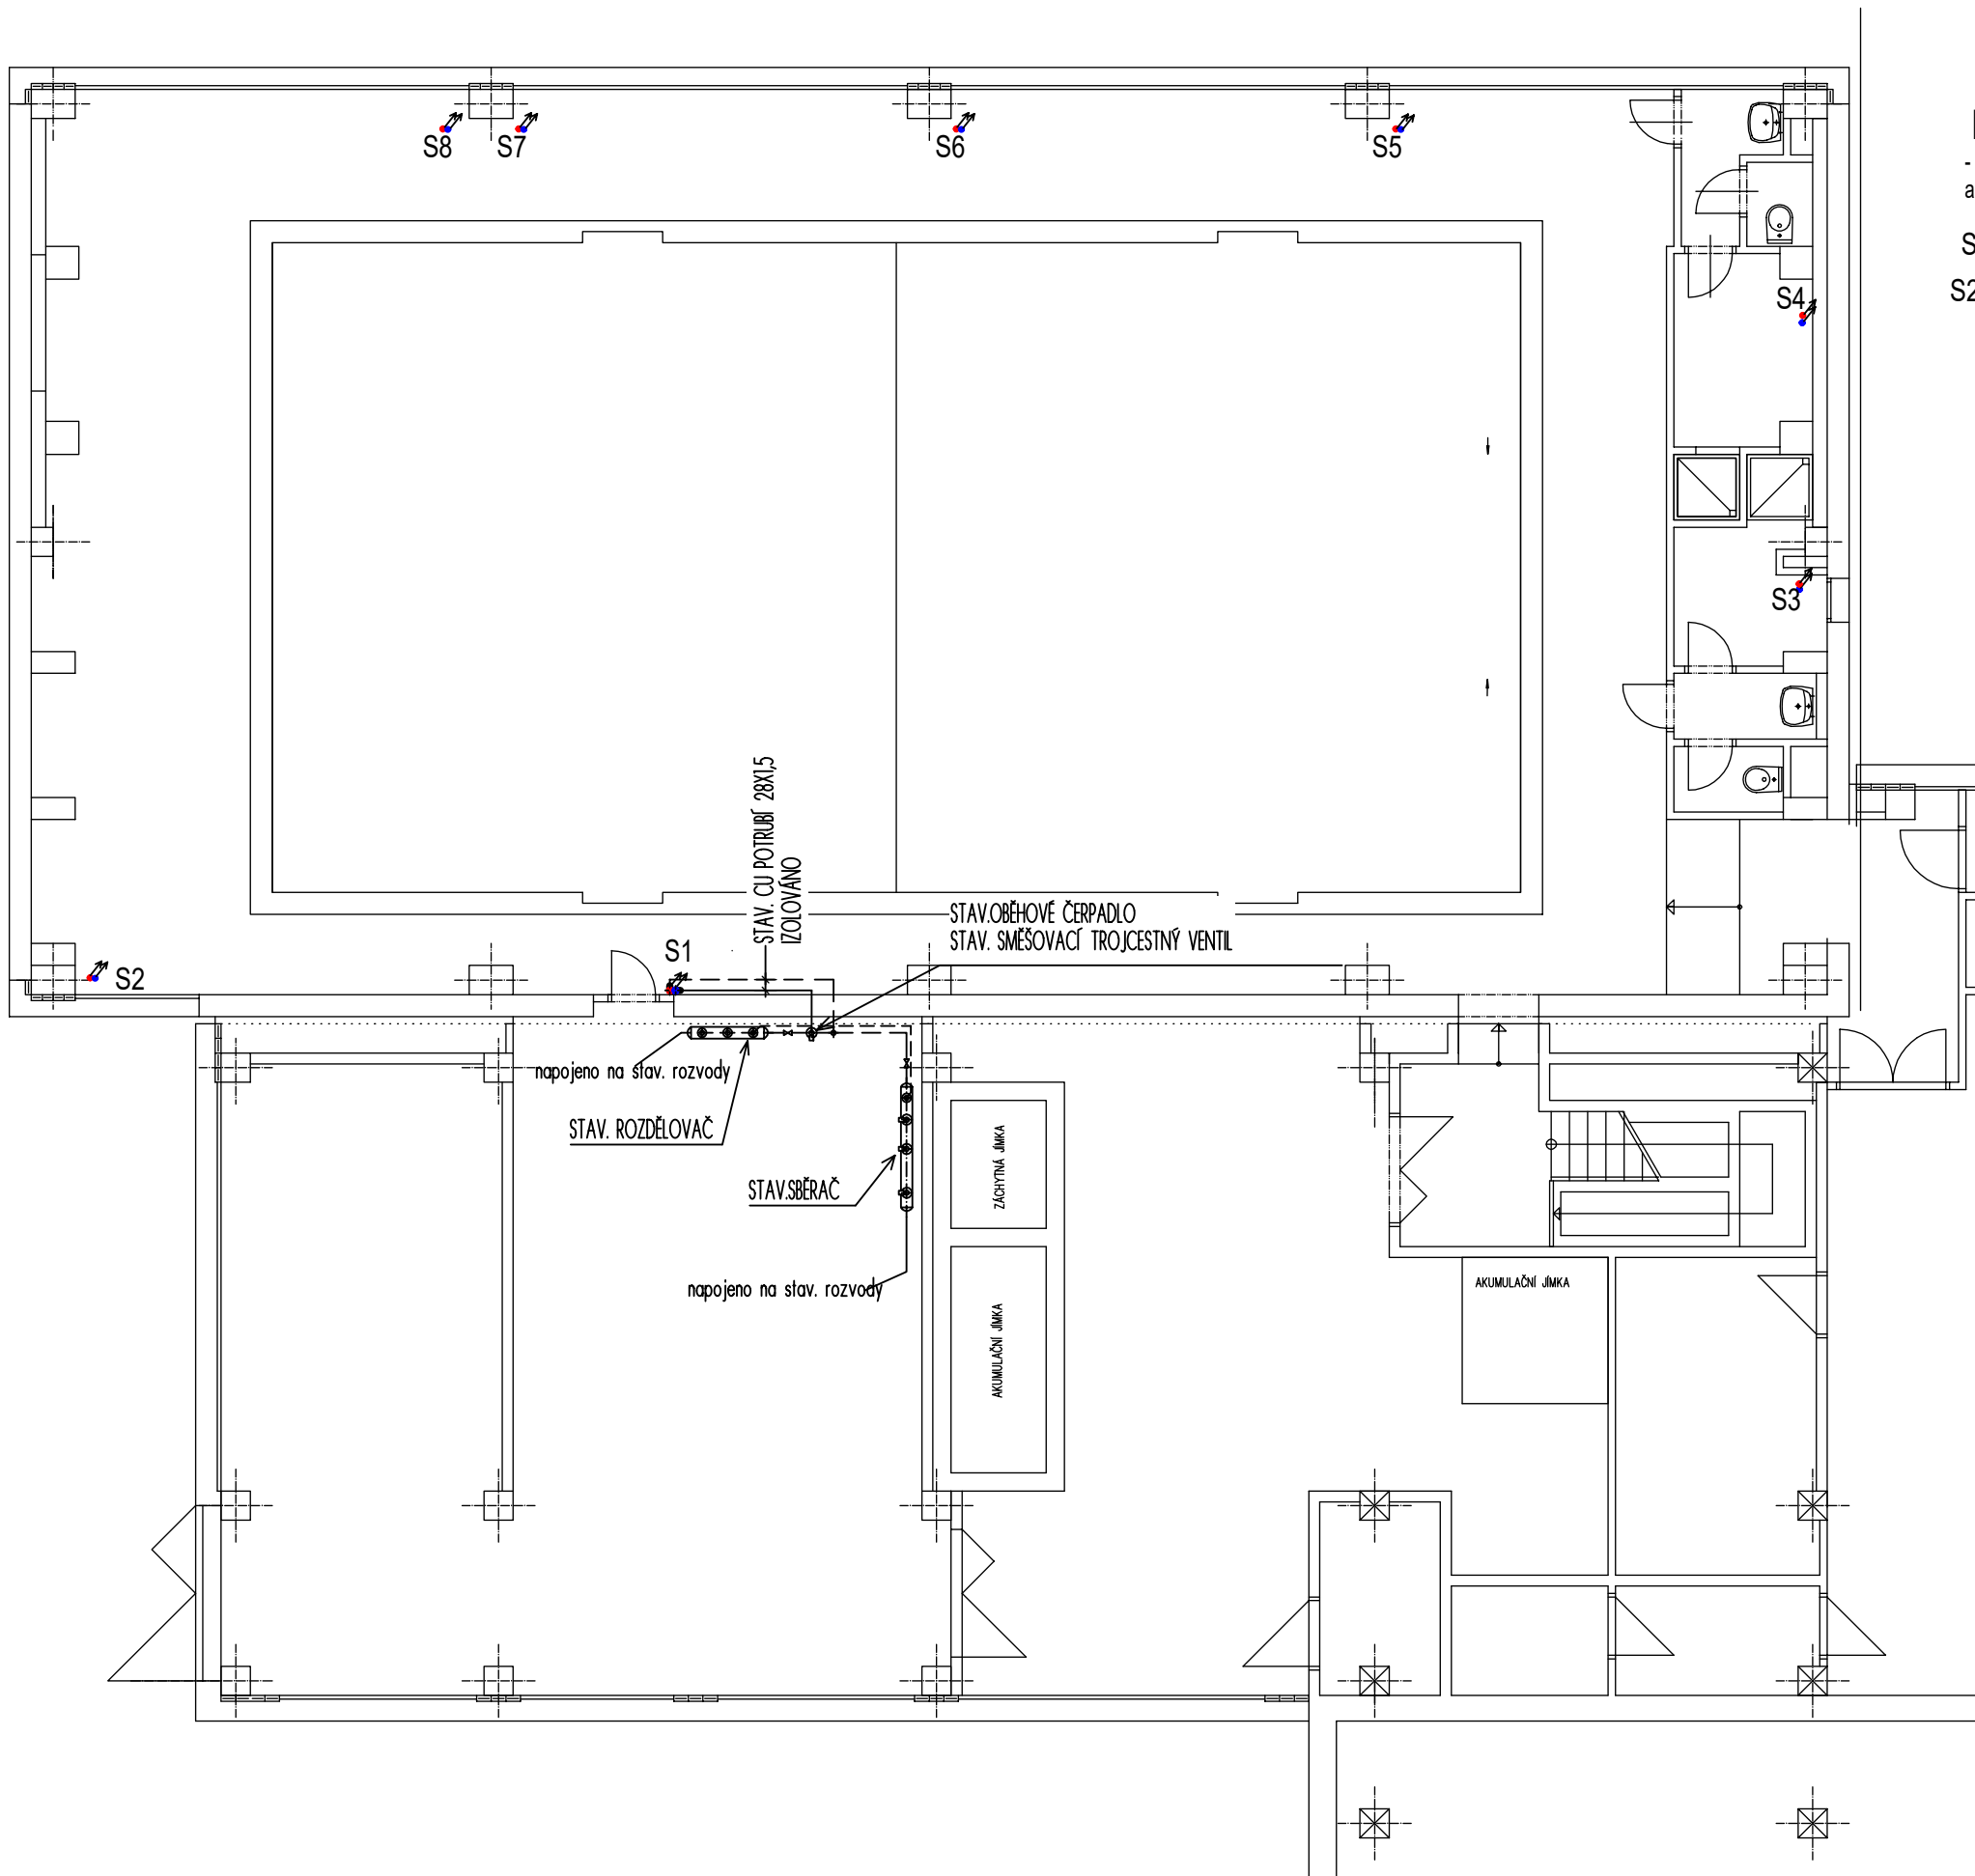 S8
S7
S6
S5
-
a
S
S2
S4
S3
STAV. CU POTRUBÍ 28X1,5
IZOLOVÁNO
STAV.OBĚHOVÉ ČERPADLO
STAV. SMĚŠOVACÍ TROJCESTNÝ VENTIL
S1
S2
napojeno na stav. rozvody
STAV. ROZDĚLOVAČ
STAV.SBĚRAČ
ZÁCHYTNÁ JÍMKA
napojeno na stav. rozvody
AKUMULAČNÍ JÍMKA
AKUMULAČNÍ JÍMKA